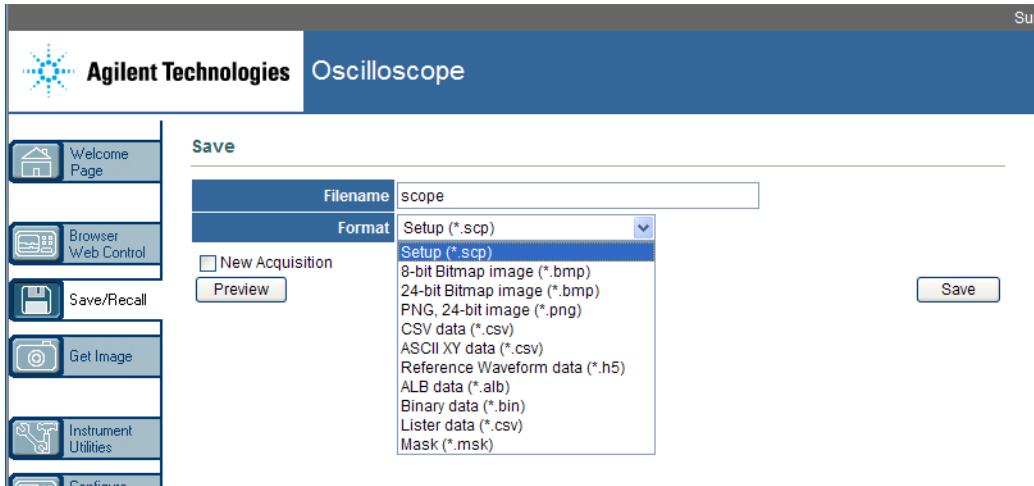 Su
Agilent Technologies
Oscilloscope
Welcome
Page
Browser
Web Control
Save/Recall
Get Image
Instrument
Utilities
Save
Filename scope
Format Setup (*.scp)
Setup (*.scp)
8-bit Bitmap image (*.bmp)
24-bit Bitmap image (*.bmp)
PNG, 24-bit image (*.png)
CSV data (*.csv)
ASCII XY data (*.csv)
Reference Waveform data (*.h5)
ALB data (*.alb)
Binary data (*.bin)
Lister data (*.csv)
Mask (*.msk)
New Acquisition
Preview
Save